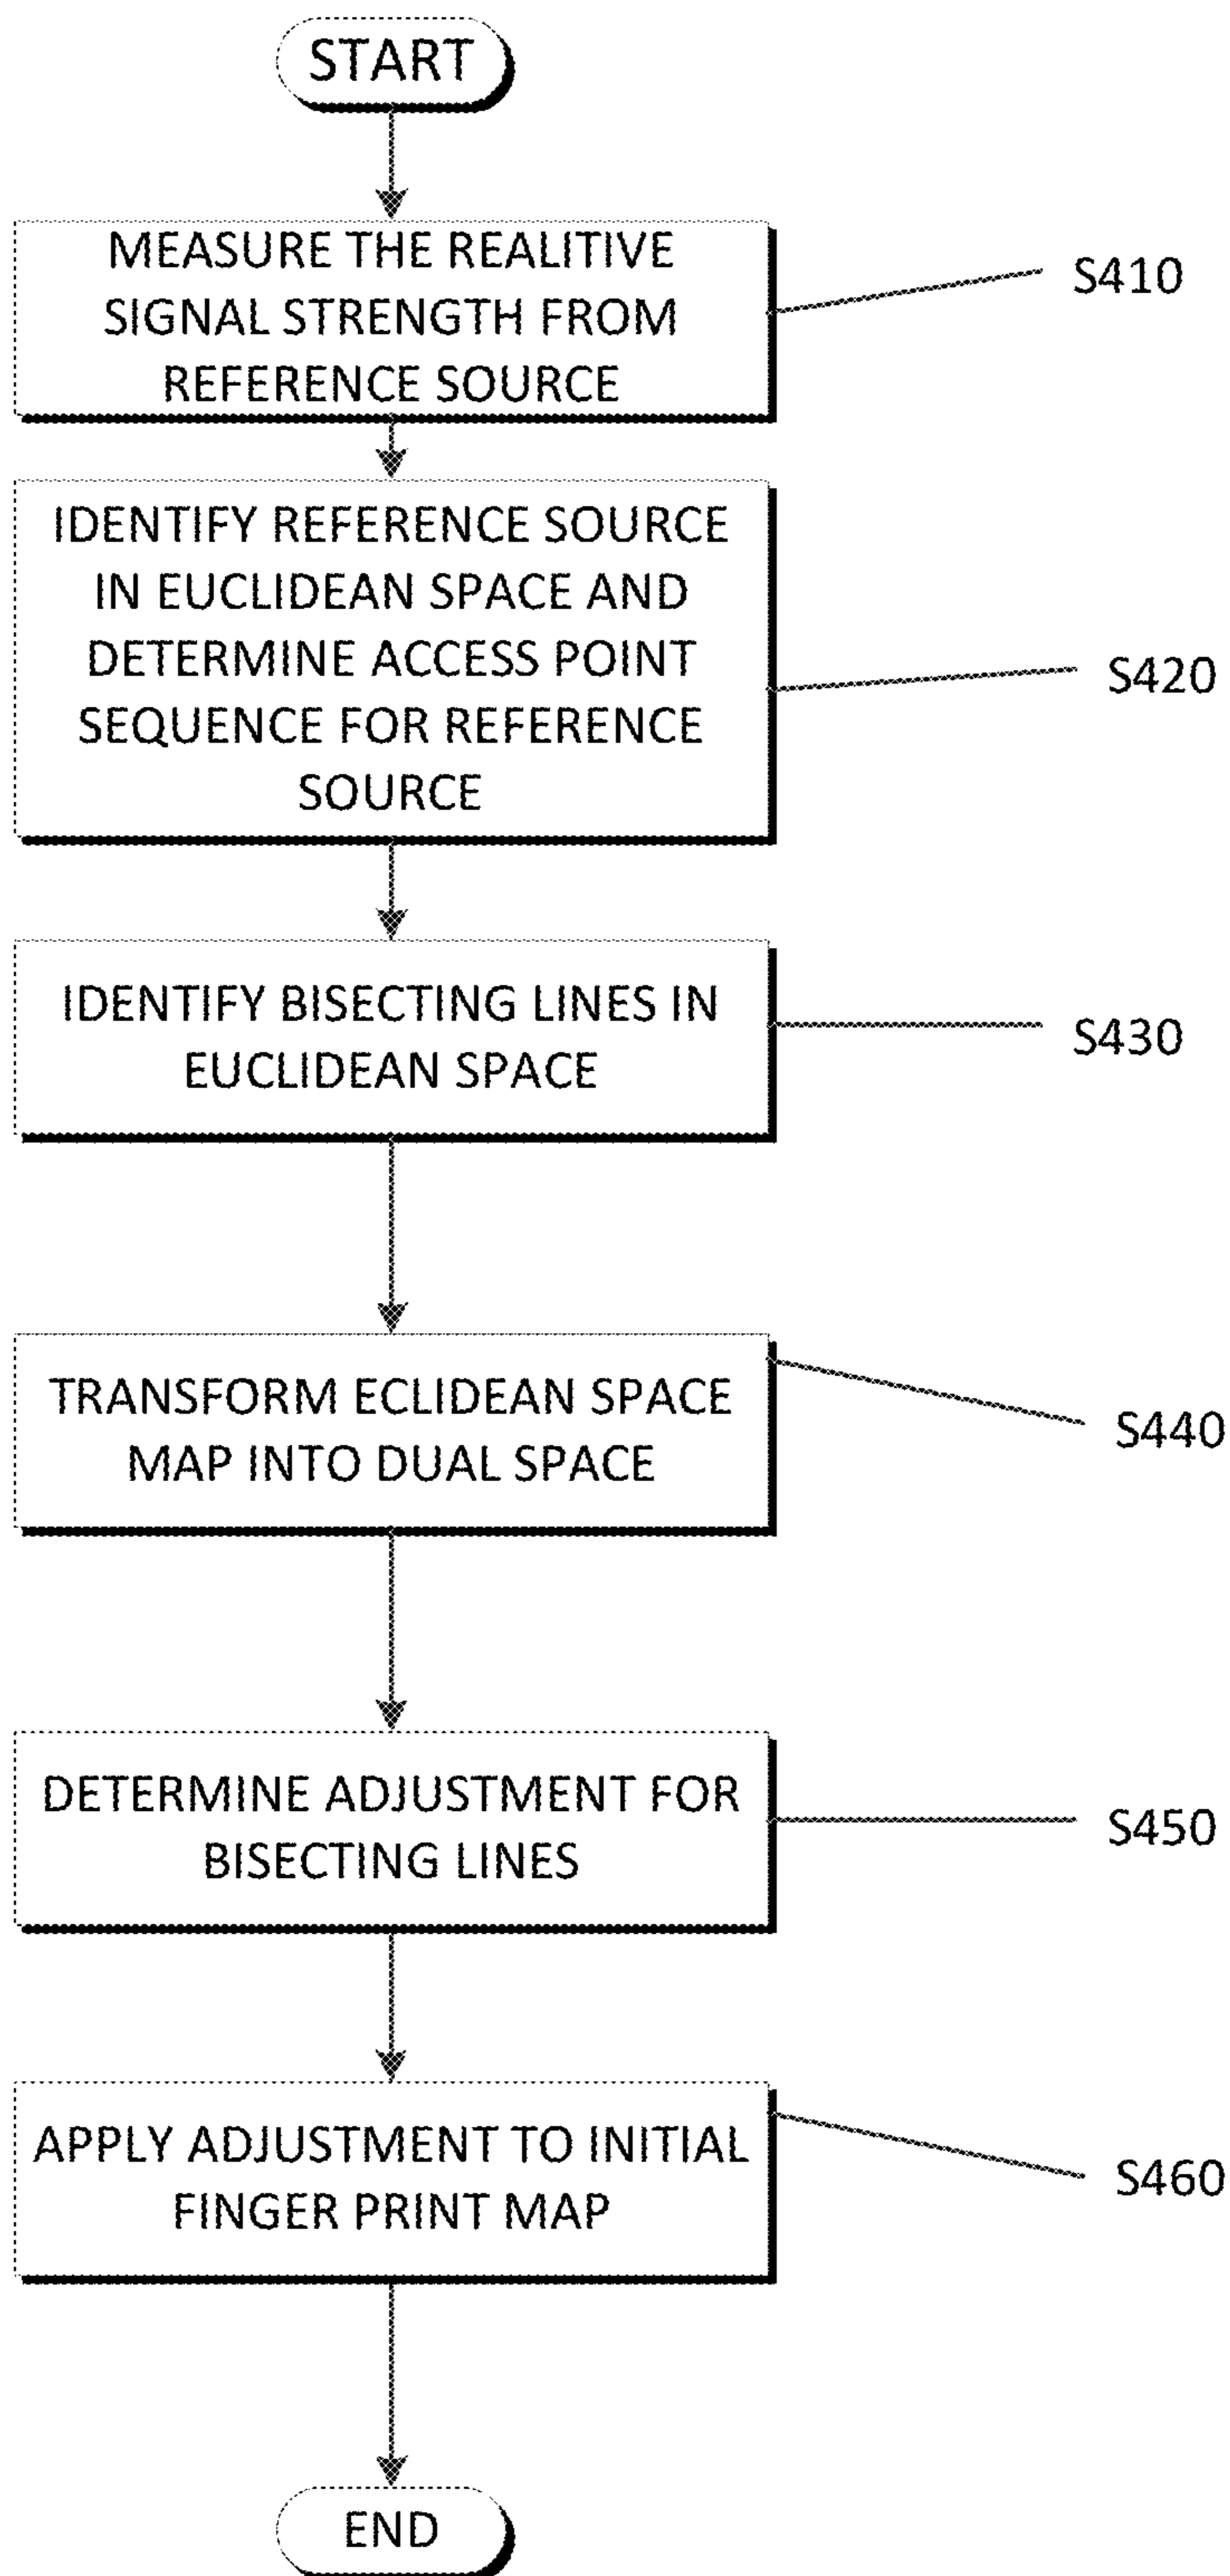 START
MEASURE THE REALITIVE
SIGNAL STRENGTH FROM
REFERENCE SOURCE
S410
IDENTIFY REFERENCE SOURCE
IN EUCLIDEAN SPACE AND
DETERMINE ACCESS POINT
SEQUENCE FOR REFERENCE
SOURCE
S420
IDENTIFY BISECTING LINES IN
EUCLIDEAN SPACE
S430
TRANSFORM ECLIDEAN SPACE
MAP INTO DUAL SPACE
S440
DETERMINE ADJUSTMENT FOR
BISECTING LINES
S450
APPLY ADJUSTMENT TO INITIAL
FINGER PRINT MAP
S460
END